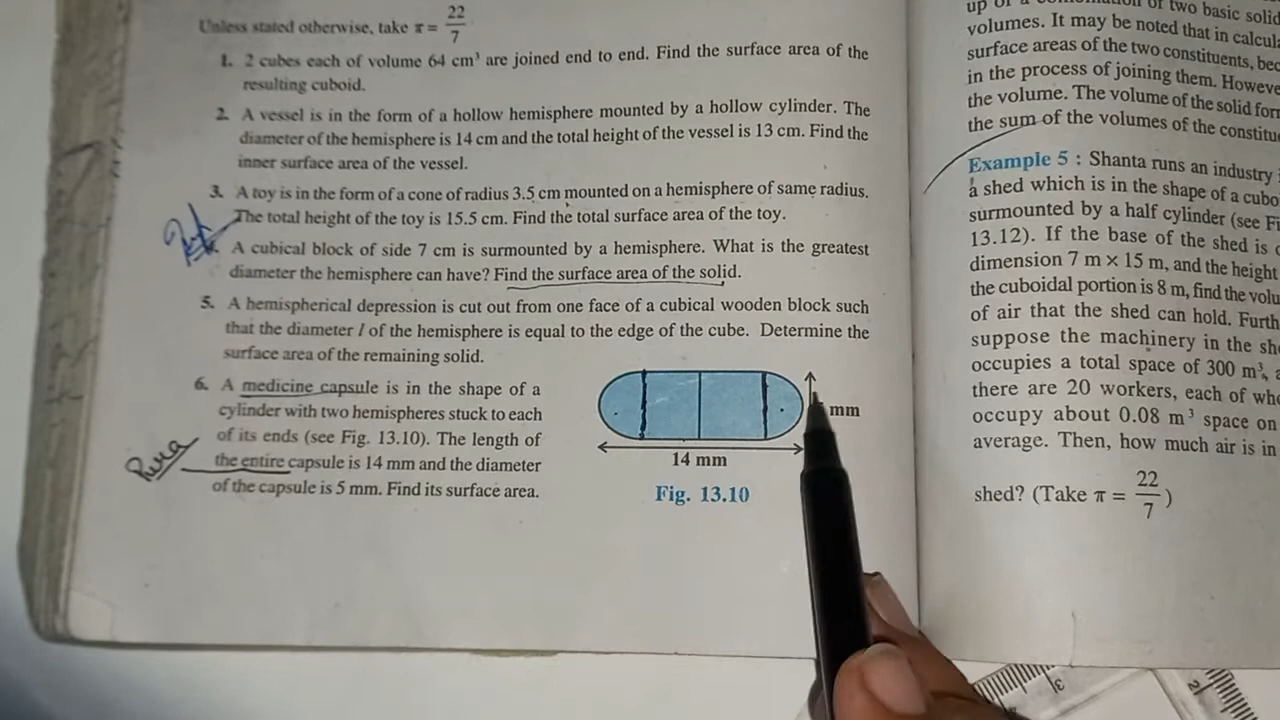 Unless stated otherwise, take π = 22/7
1. 2 cubes each of volume 64 cm³ are joined end to end. Find the surface area of the
resulting cuboid.
2. A vessel is in the form of a hollow hemisphere mounted by a hollow cylinder. The
diameter of the hemisphere is 14 cm and the total height of the vessel is 13 cm. Find the
inner surface area of the vessel.
3. A toy is in the form of a cone of radius 3.5 cm mounted on a hemisphere of same radius.
The total height of the toy is 15.5 cm. Find the total surface area of the toy.
A cubical block of side 7 cm is surmounted by a hemisphere. What is the greatest
diameter the hemisphere can have? Find the surface area of the solid.
5. A hemispherical depression is cut out from one face of a cubical wooden block such
that the diameter l of the hemisphere is equal to the edge of the cube. Determine the
surface area of the remaining solid.
6. A medicine capsule is in the shape of a
cylinder with two hemispheres stuck to each
of its ends (see Fig. 13.10). The length of
the entire capsule is 14 mm and the diameter
of the capsule is 5 mm. Find its surface area.
mm
14 mm
Fig. 13.10
of two basic solid
volumes. It may be noted that in
surface areas of the two constituents,
in the process of joining them.
the volume. The volume of the solid
the sum of the volumes of the
Example 5 : Shanta runs an industry
a shed which is in the shape of a
surmounted by a half cylinder (see
13.12). If the base of the shed is
dimension 7 m × 15 m, and the height
the cuboidal portion is 8 m, find the
of air that the shed can hold.
suppose the machinery in the
occupies a total space of 300 m³,
there are 20 workers, each of
occupy about 0.08 m³ space on
average. Then, how much air is in
shed? (Take π = 22/7)